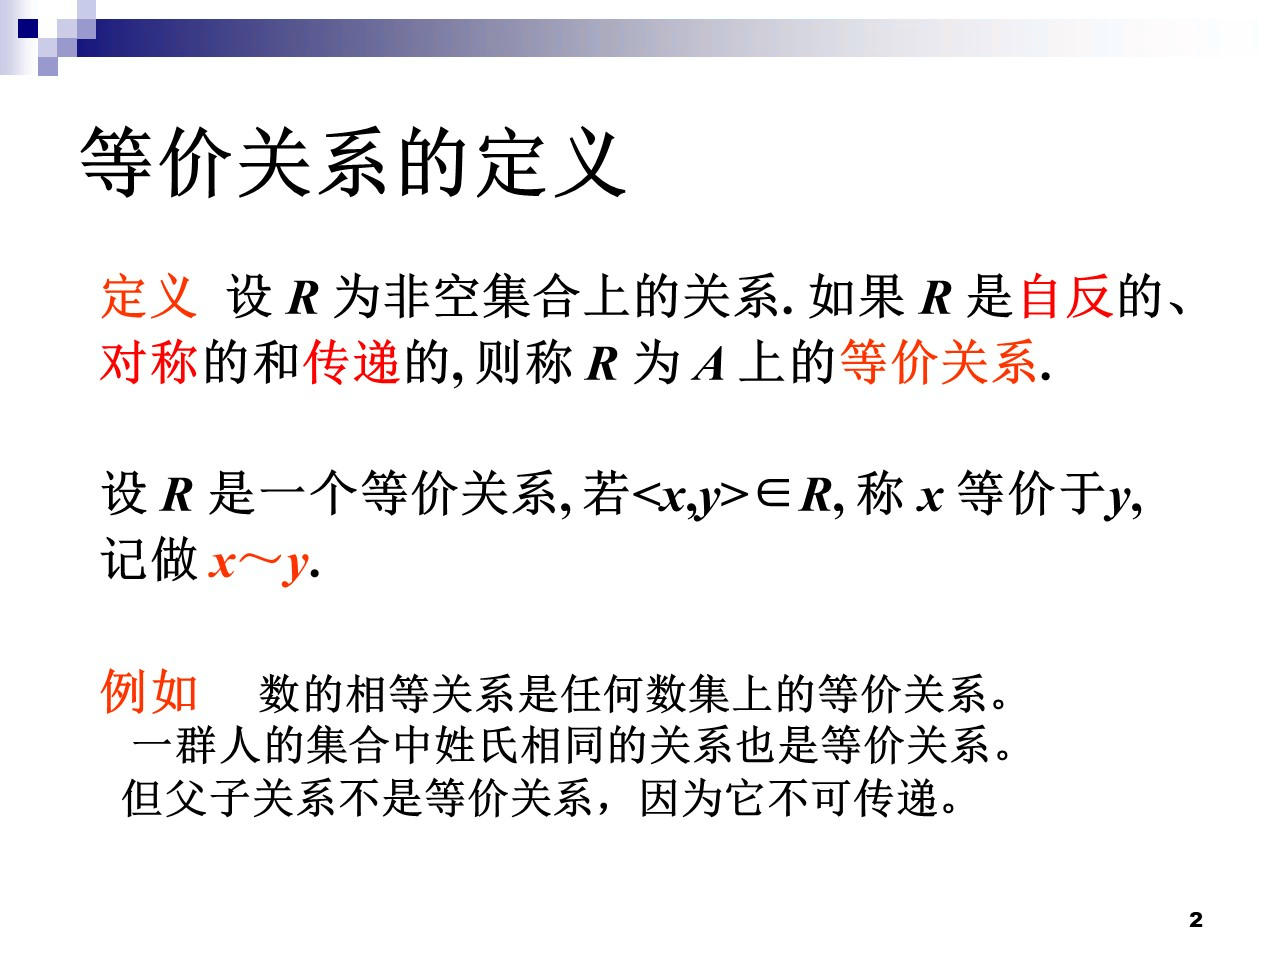 等价关系的定义
定义 设 R 为非空集合上的关系. 如果 R 是自反的、
对称的和传递的, 则称 R 为 A 上的等价关系.
设 R 是一个等价关系, 若<x,y>∈R, 称 x 等价于y,
记做 x～y.
例如 数的相等关系是任何数集上的等价关系。
一群人的集合中姓氏相同的关系也是等价关系。
但父子关系不是等价关系，因为它不可传递。
2